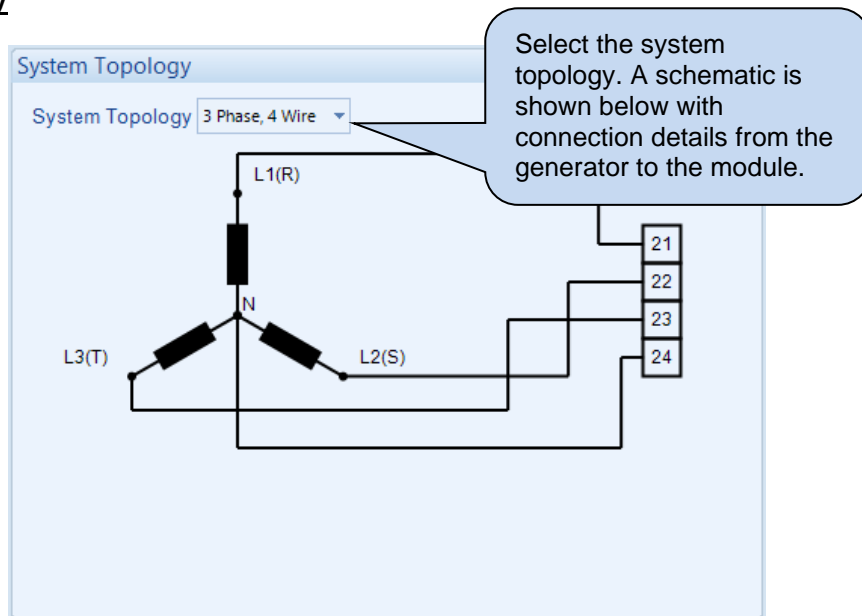 System Topology
System Topology 3 Phase, 4 Wire
Select the system
topology. A schematic is
shown below with
connection details from the
generator to the module.
L1(R)
21
22
N
23
L3(T)
L2(S)
24